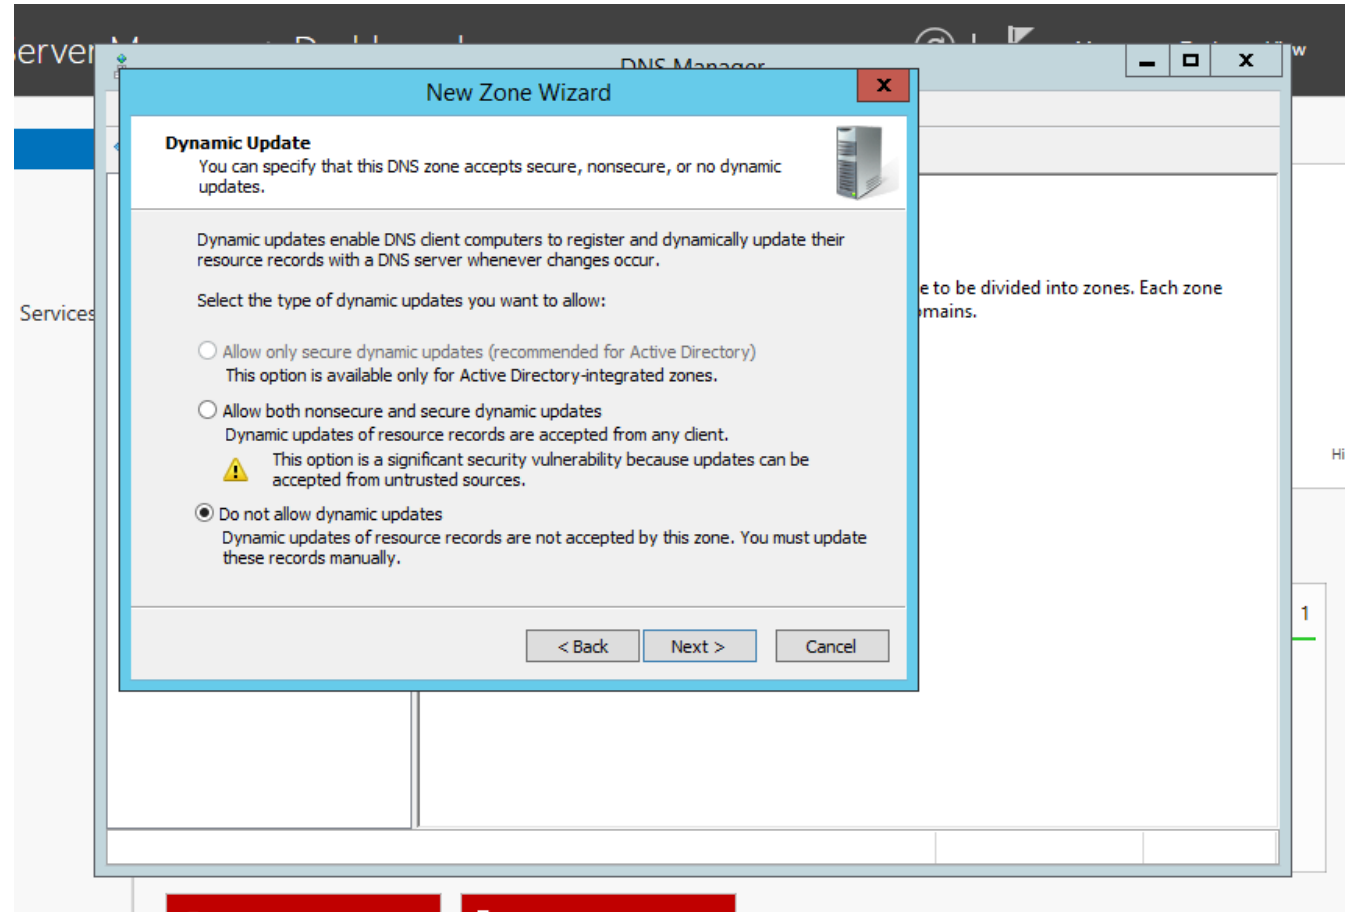 DNS Manager
New Zone Wizard
Dynamic Update
You can specify that this DNS zone accepts secure, nonsecure, or no dynamic
updates.
Dynamic updates enable DNS client computers to register and dynamically update their
resource records with a DNS server whenever changes occur.
Select the type of dynamic updates you want to allow:
Allow only secure dynamic updates (recommended for Active Directory)
This option is available only for Active Directory-integrated zones.
Allow both nonsecure and secure dynamic updates
Dynamic updates of resource records are accepted from any client.
This option is a significant security vulnerability because updates can be
accepted from untrusted sources.
Do not allow dynamic updates
Dynamic updates of resource records are not accepted by this zone. You must update
these records manually.
< Back
Next >
Cancel
e to be divided into zones. Each zone
mains.
Services
Hi
1